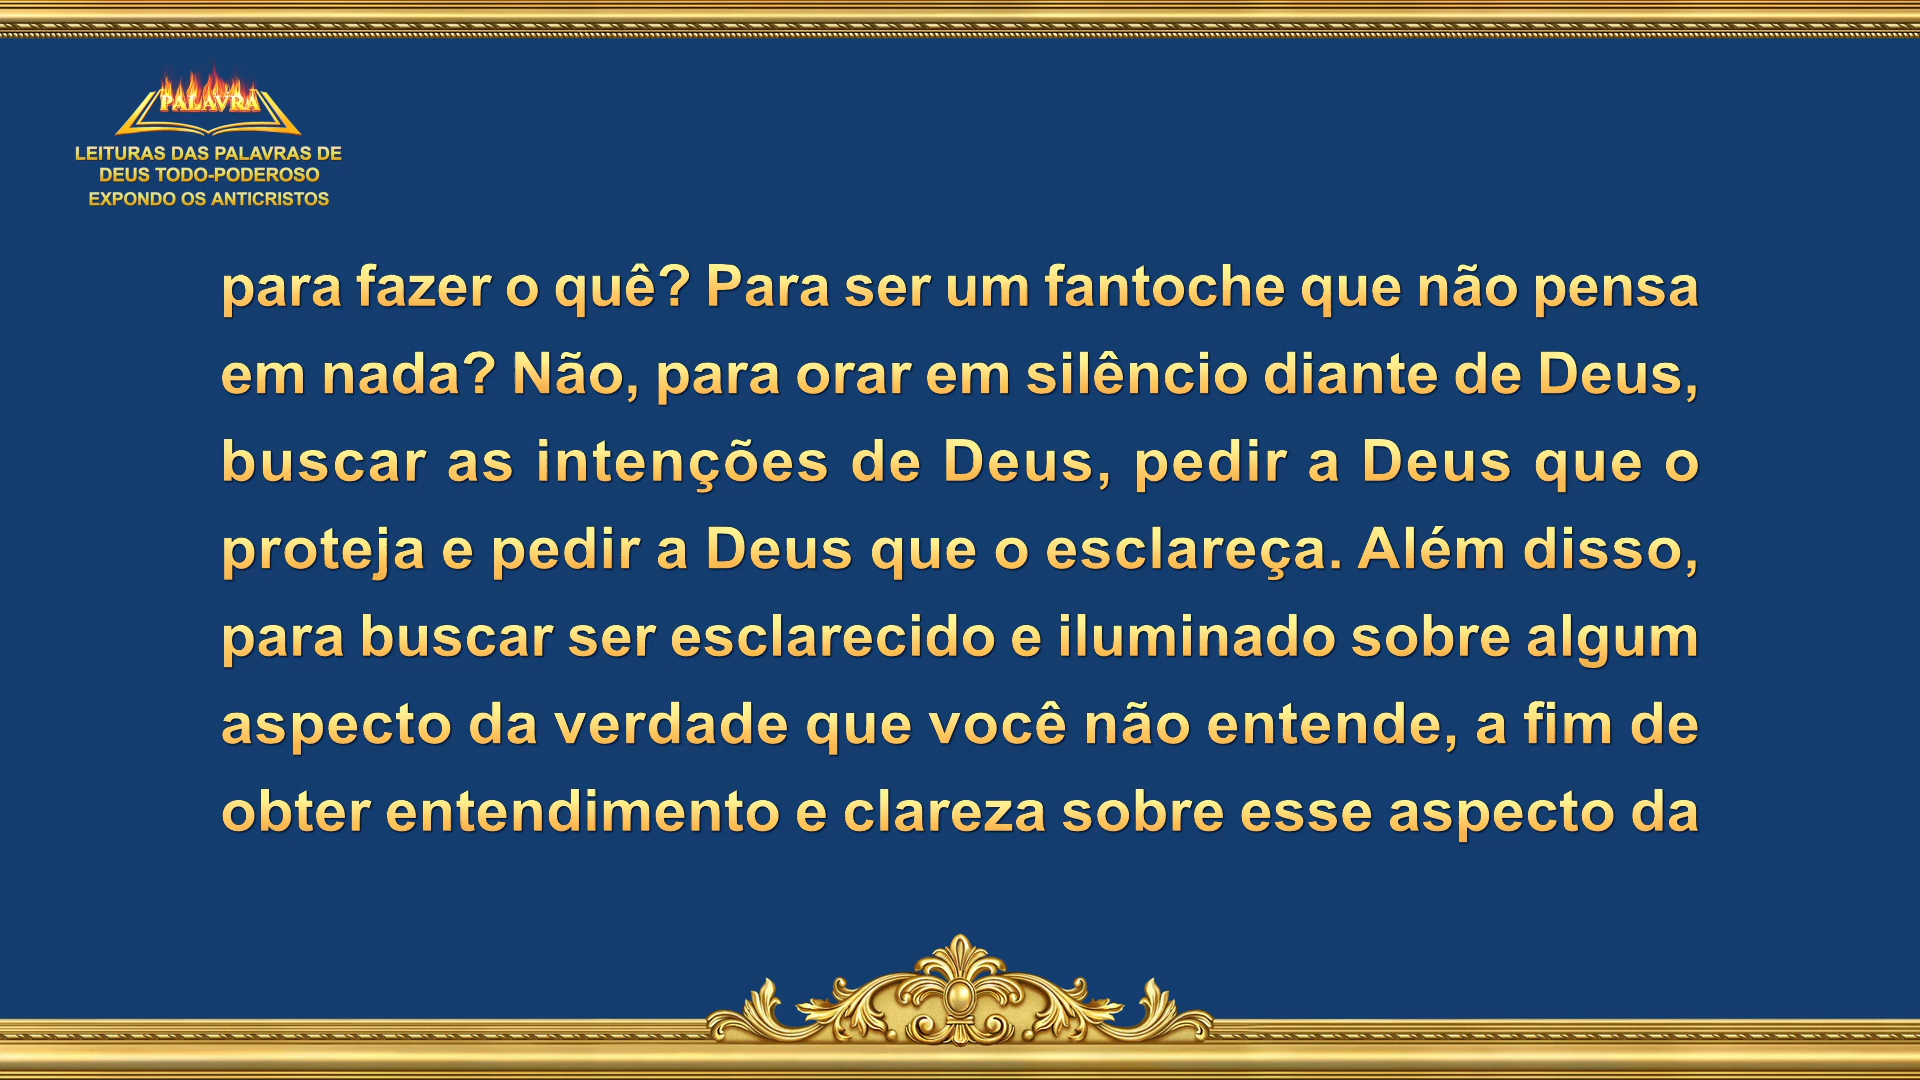 PALAVRA
LEITURAS DAS PALAVRAS DE
DEUS TODO-PODEROSO
EXPONDO OS ANTICRISTOS
para fazer o quê? Para ser um fantoche que não pensa
em nada? Não, para orar em silêncio diante de Deus,
buscar as intenções de Deus, pedir a Deus que o
proteja e pedir a Deus que o esclareça. Além disso,
para buscar ser esclarecido e iluminado sobre algum
aspecto da verdade que você não entende, a fim de
obter entendimento e clareza sobre esse aspecto da